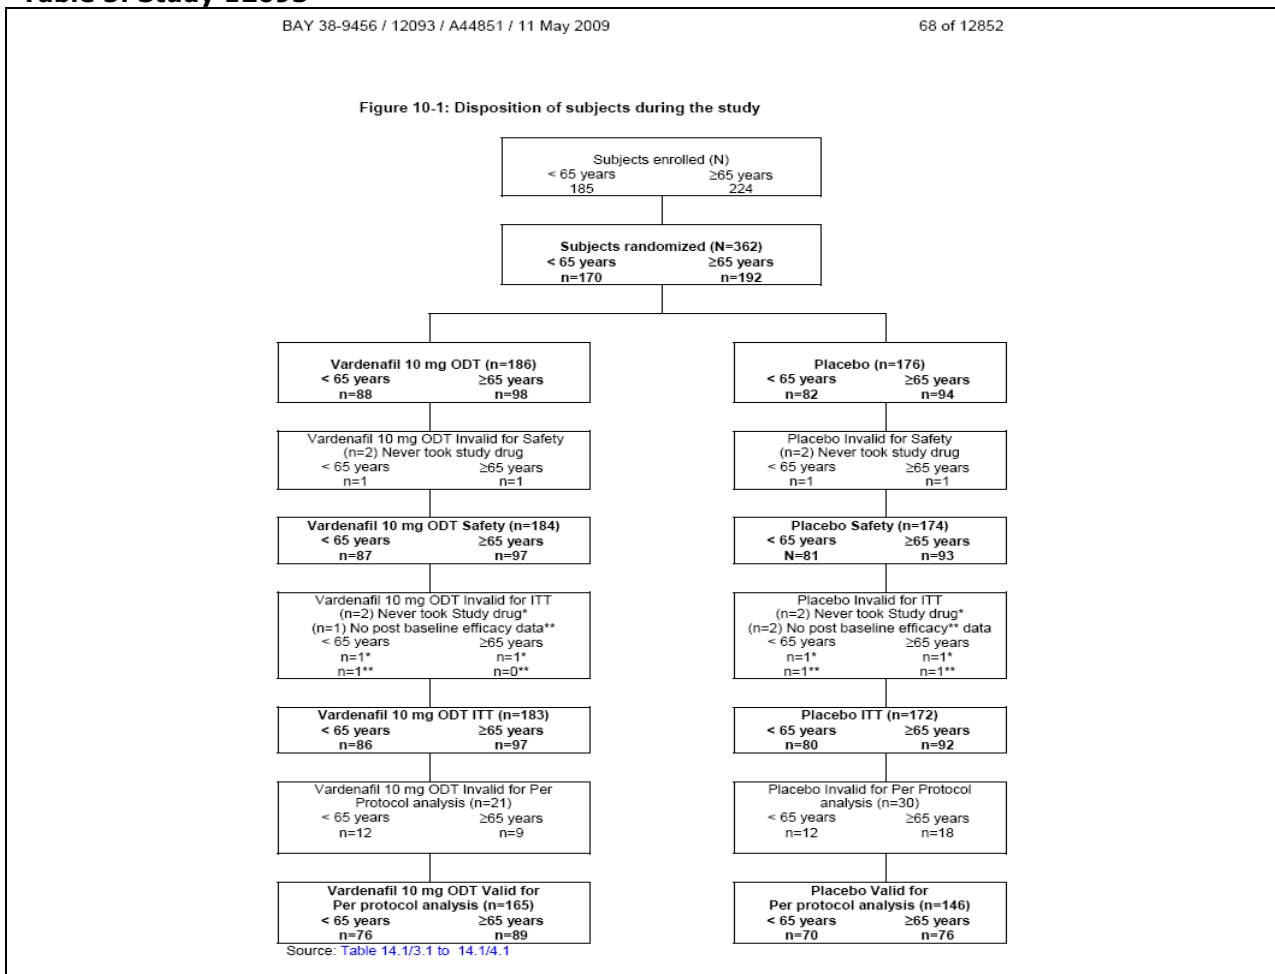 Table 3: Study 12093
BAY 38-9456 / 12093 / A44851 / 11 May 2009 68 of 12852
Figure 10-1: Disposition of subjects during the study
Subjects enrolled (N)
< 65 years ≥65 years
185 224
Subjects randomized (N=362)
< 65 years ≥65 years
n=170 n=192
Vardenafil 10 mg ODT (n=186)
< 65 years ≥65 years
n=88 n=98
Placebo (n=176)
< 65 years ≥65 years
n=82 n=94
Vardenafil 10 mg ODT Invalid for Safety
(n=2) Never took study drug
< 65 years ≥65 years
n=1 n=1
Placebo Invalid for Safety
(n=2) Never took study drug
< 65 years ≥65 years
n=1 n=1
Vardenafil 10 mg ODT Safety (n=184)
< 65 years ≥65 years
n=87 n=97
Placebo Safety (n=174)
< 65 years ≥65 years
N=81 n=93
Vardenafil 10 mg ODT Invalid for ITT
(n=2) Never took Study drug*
(n=1) No post baseline efficacy data**
< 65 years ≥65 years
n=1* n=1*
n=1** n=0**
Placebo Invalid for ITT
(n=2) Never took Study drug*
(n=2) No post baseline efficacy** data
< 65 years ≥65 years
n=1* n=1*
n=1** n=1**
Vardenafil 10 mg ODT ITT (n=183)
< 65 years ≥65 years
n=86 n=97
Placebo ITT (n=172)
< 65 years ≥65 years
n=80 n=92
Vardenafil 10 mg ODT Invalid for Per
Protocol analysis (n=21)
< 65 years ≥65 years
n=12 n=9
Placebo Invalid for Per Protocol
analysis (n=30)
< 65 years ≥65 years
n=12 n=18
Vardenafil 10 mg ODT Valid for
Per protocol analysis (n=165)
< 65 years ≥65 years
n=76 n=89
Placebo Valid for
Per protocol analysis (n=146)
< 65 years ≥65 years
n=70 n=76
Source: Table 14.1/3.1 to 14.1/4.1